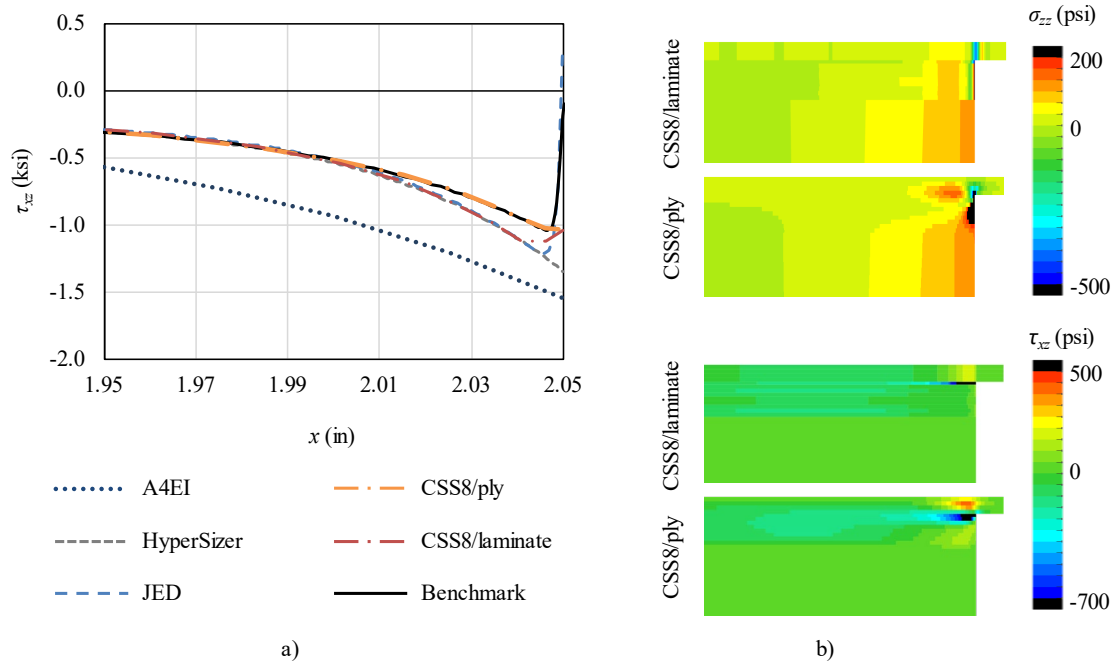 0.5
0.0
-0.5
-1.0
-1.5
-2.0
τxz (ksi)
1.95
1.97
1.99
2.01
2.03
2.05
x (in)
A4EI
CSS8/ply
HyperSizer
CSS8/laminate
JED
Benchmark
a)
σzz (psi)
CSS8/laminate
CSS8/ply
200
0
-500
τxz (psi)
CSS8/laminate
CSS8/ply
500
0
-700
b)